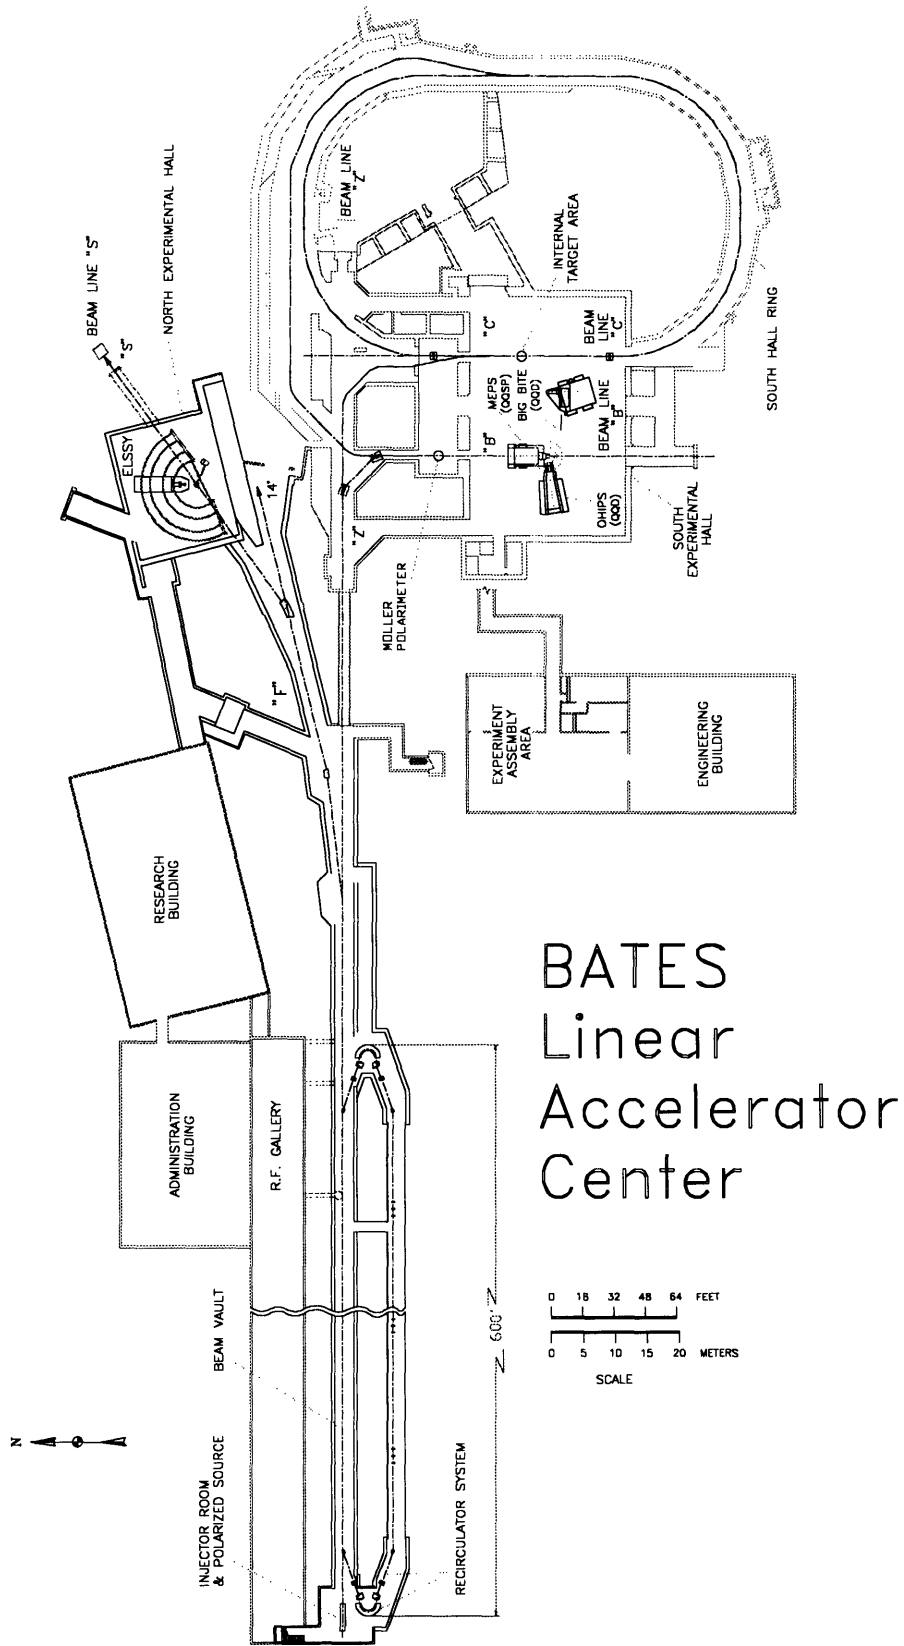 BEAM LINE "S"
"S"
NORTH EXPERIMENTAL HALL
ELSSY
14°
"F"
BEAM LINE
"Z"
INTERNAL
TARGET AREA
"C"
BEAM
LINE
"C"
MEPS
(QQSP)
BIG BITE
(QQD)
"B"
BEAM LINE
"B"
OHIPS
(QQD)
SOUTH
EXPERIMENTAL
HALL
SOUTH HALL RING
"Z"
MOLLER
POLARIMETER
EXPERIMENT
ASSEMBLY
AREA
ENGINEERING
BUILDING
RESEARCH
BUILDING
ADMINISTRATION
BUILDING
R.F. GALLERY
BEAM VAULT
INJECTOR ROOM
& POLARIZED SOURCE
RECIRCULATOR SYSTEM
600'
N
BATES
Linear
Accelerator
Center
0 16 32 48 64 FEET
0 5 10 15 20 METERS
SCALE